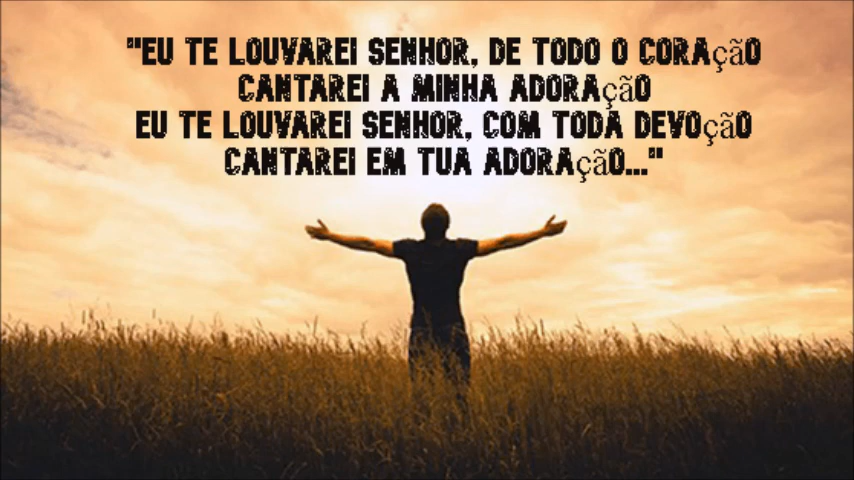 "EU TE LOUVAREI SENHOR, DE TODO O CORAçãO
CANTAREI A MINHA ADORAçãO
EU TE LOUVAREI SENHOR, COM TODA DEVOçãO
CANTAREI EM TUA ADORAçãO..."